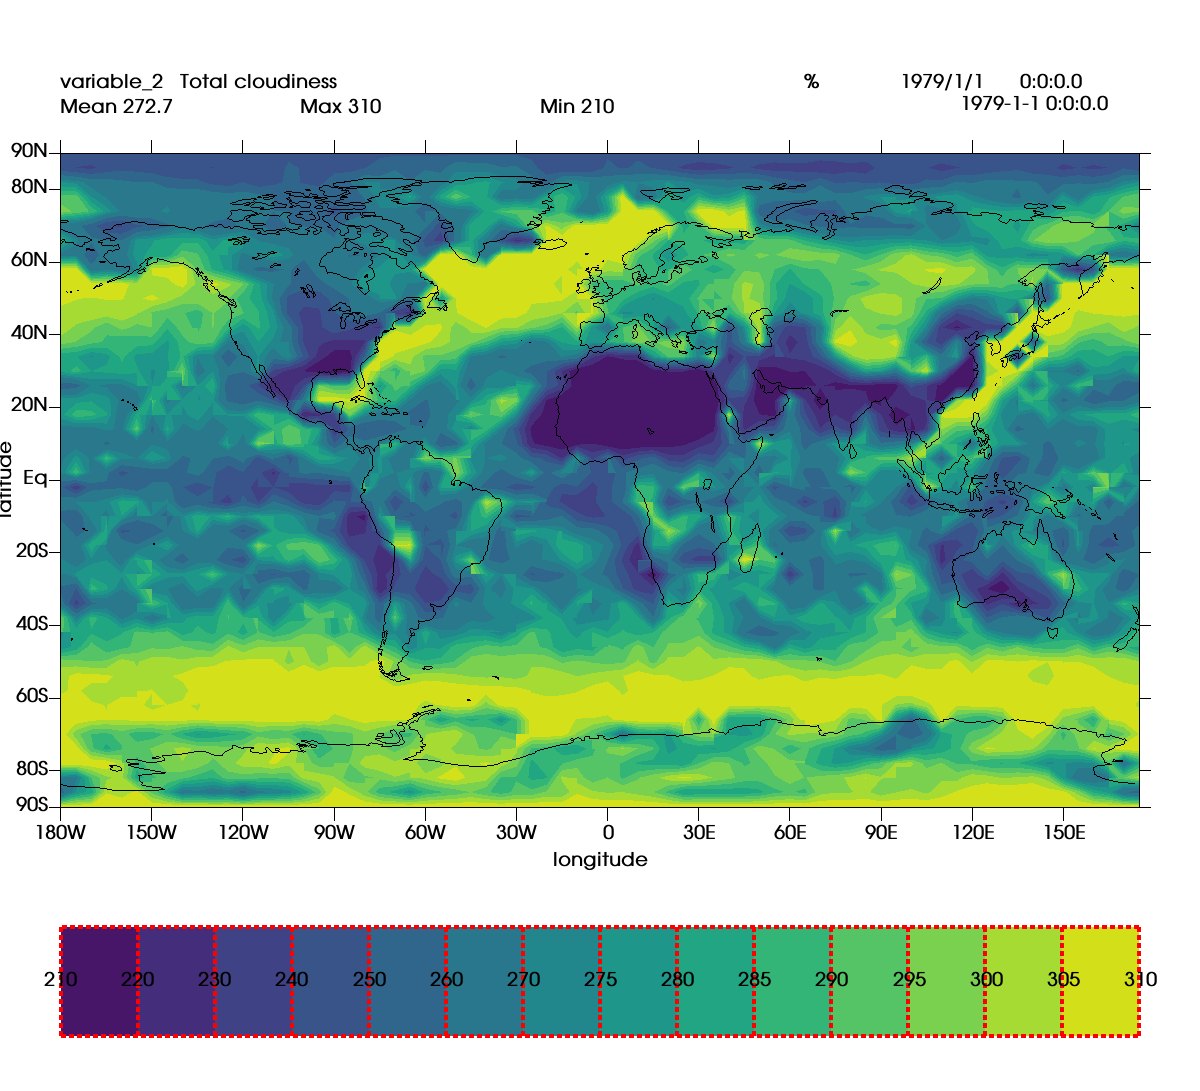 variable_2 Total cloudiness % 1979/1/1 0:0:0.0
Mean 272.7 Max 310 Min 210 1979-1-1 0:0:0.0
90N
80N
60N
40N
20N
Eq
20S
40S
60S
80S
90S
latitude
180W 150W 120W 90W 60W 30W 0 30E 60E 90E 120E 150E
longitude
210 220 230 240 250 260 270 275 280 285 290 295 300 305 310